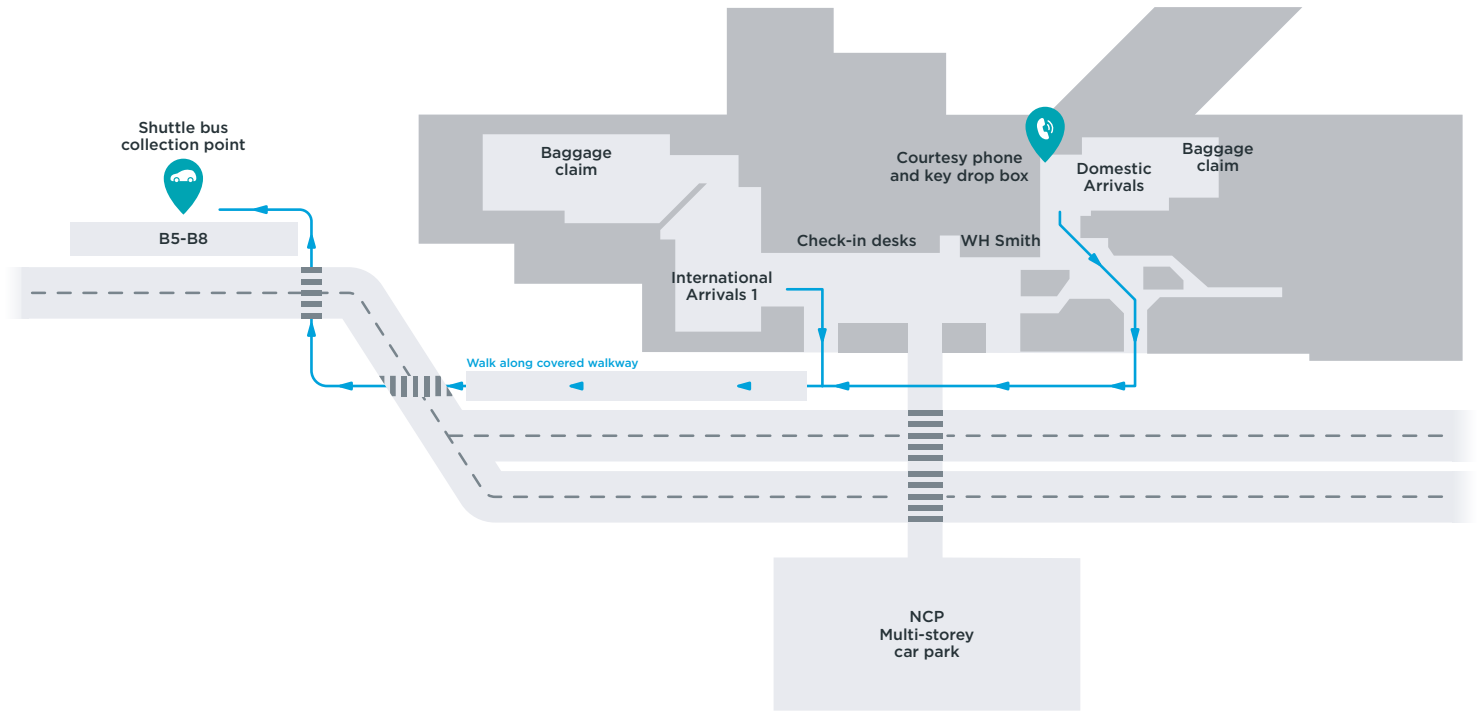 Shuttle bus
collection point
B5-B8
Baggage
claim
Courtesy phone
and key drop box
Domestic
Arrivals
Baggage
claim
Check-in desks
WH Smith
International
Arrivals 1
Walk along covered walkway
NCP
Multi-storey
car park